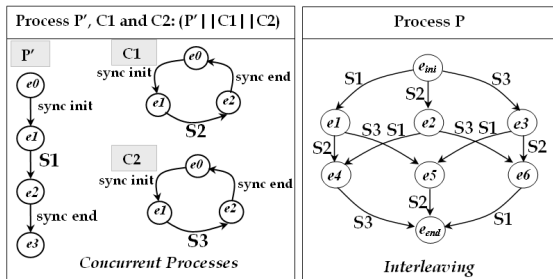 Process P', C1 and C2: (P'||C1||C2)
P'
e0
sync init
e1
S1
e2
sync end
e3
C1
e0
sync init
sync end
e1
e2
S2
C2
e0
sync init
sync end
e1
e2
S3
Concurrent Processes
Process P
e_ini
S1
S2
S3
e1
e2
e3
S2
S3
S1
S3
S1
S2
e4
e5
e6
S3
S2
S1
e_end
Interleaving